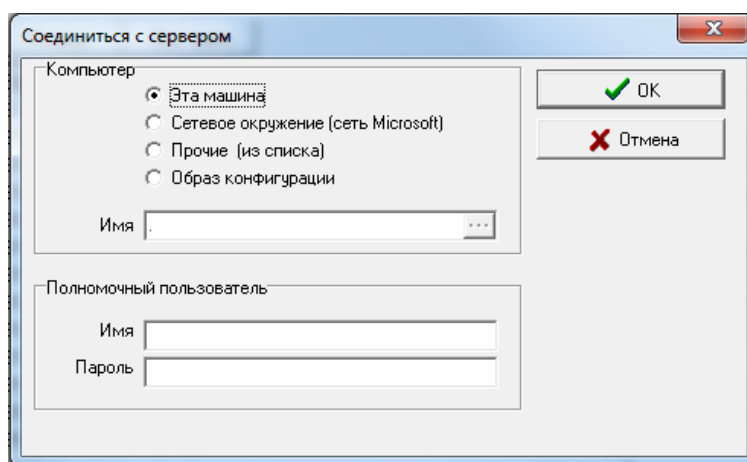 Соединиться с сервером
Компьютер
Эта машина
Сетевое окружение (сеть Microsoft)
Прочие (из списка)
Образ конфигурации
Имя .
...
OK
Отмена
Полномочный пользователь
Имя
Пароль